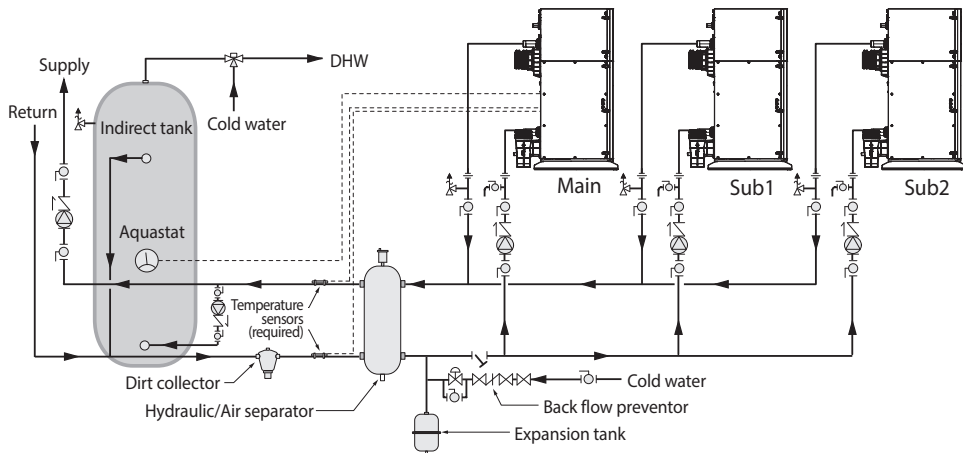 Supply
Return
Indirect tank
DHW
Cold water
Aquastat
Main
Sub1
Sub2
Temperature
sensors
(required)
Dirt collector
Hydraulic/Air separator
Cold water
Back flow preventor
Expansion tank